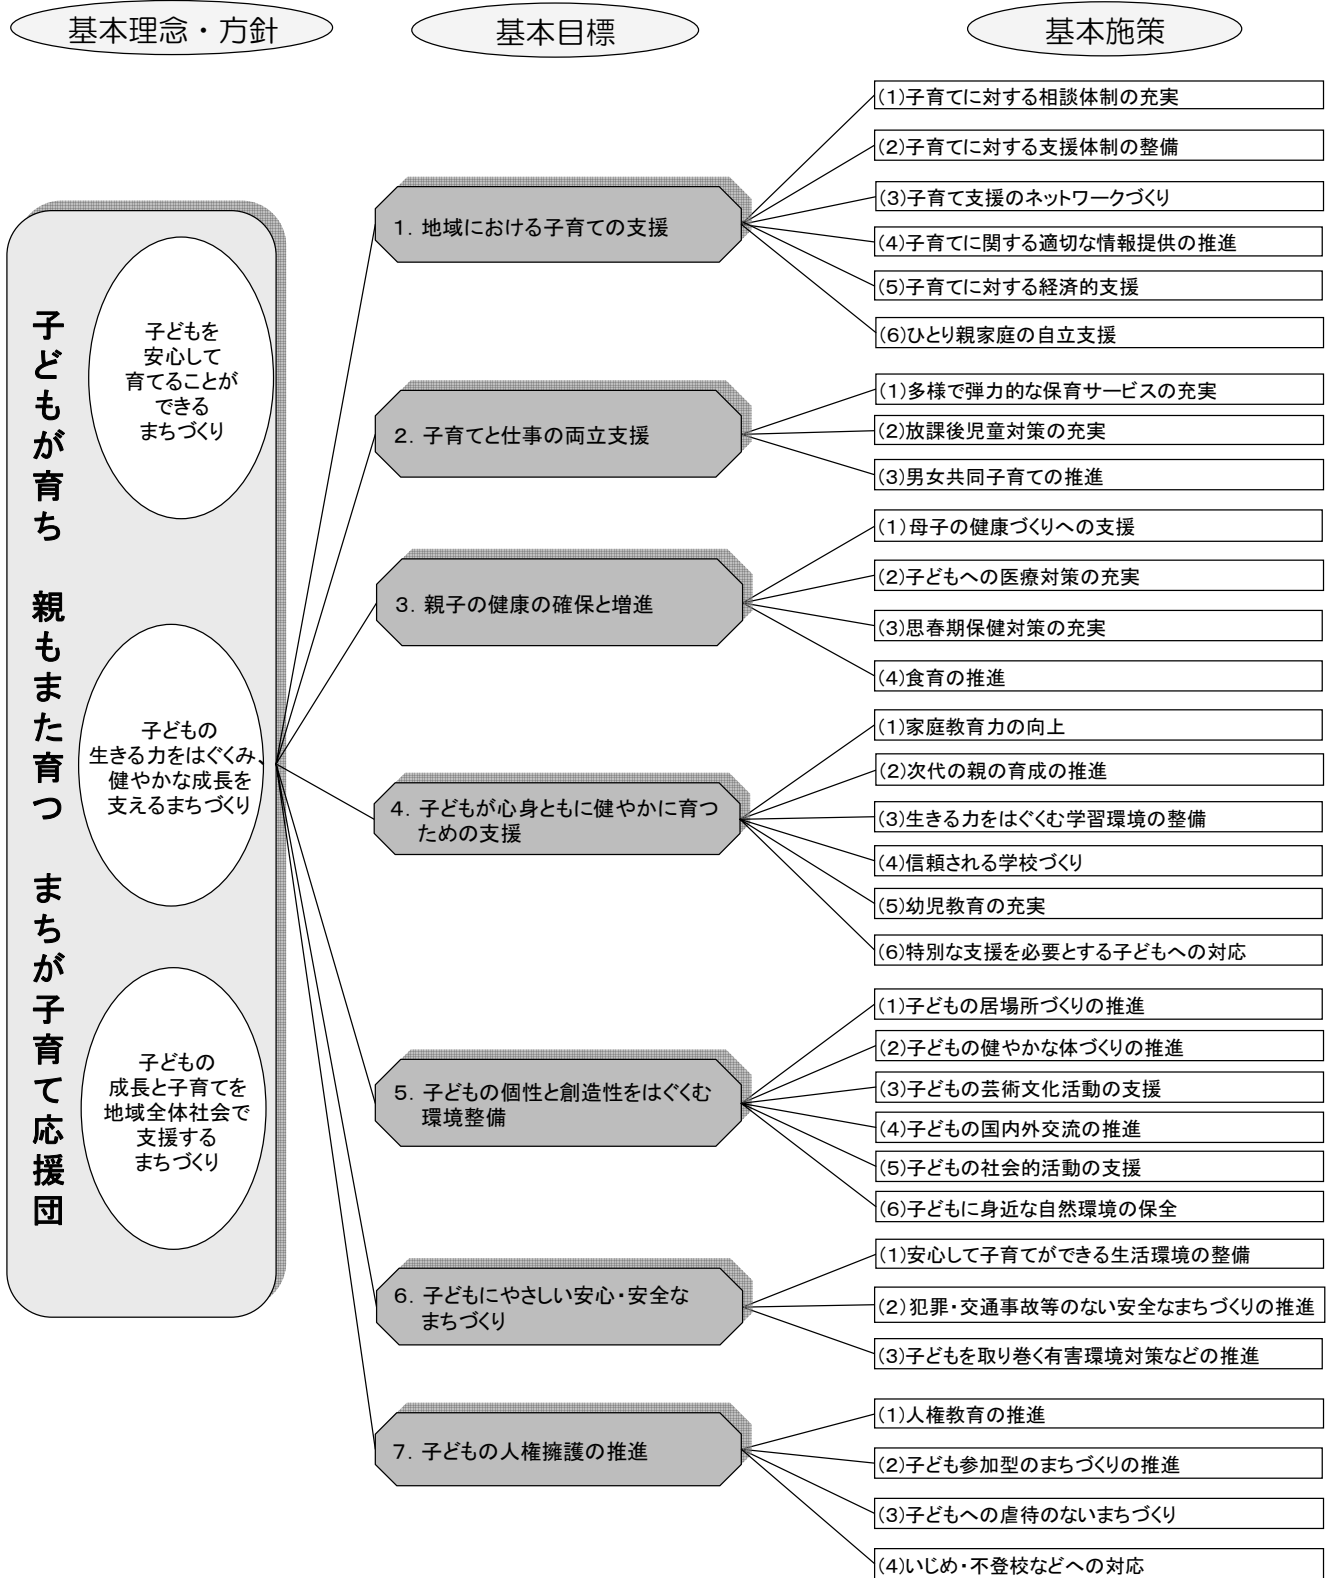 基本理念・方針
基本目標
基本施策
子どもが育ち 親もまた育つ まちが子育て応援団
子どもを
安心して
育てることが
できる
まちづくり
子どもの
生きる力をはぐくみ、
健やかな成長を
支えるまちづくり
子どもの
成長と子育てを
地域全体社会で
支援する
まちづくり
1．地域における子育ての支援
(1)子育てに対する相談体制の充実
(2)子育てに対する支援体制の整備
(3)子育て支援のネットワークづくり
(4)子育てに関する適切な情報提供の推進
(5)子育てに対する経済的支援
(6)ひとり親家庭の自立支援
2．子育てと仕事の両立支援
(1)多様で弾力的な保育サービスの充実
(2)放課後児童対策の充実
(3)男女共同子育ての推進
3．親子の健康の確保と増進
(1)母子の健康づくりへの支援
(2)子どもへの医療対策の充実
(3)思春期保健対策の充実
(4)食育の推進
4．子どもが心身ともに健やかに育つ
ための支援
(1)家庭教育力の向上
(2)次代の親の育成の推進
(3)生きる力をはぐくむ学習環境の整備
(4)信頼される学校づくり
(5)幼児教育の充実
(6)特別な支援を必要とする子どもへの対応
5．子どもの個性と創造性をはぐくむ
環境整備
(1)子どもの居場所づくりの推進
(2)子どもの健やかな体づくりの推進
(3)子どもの芸術文化活動の支援
(4)子どもの国内外交流の推進
(5)子どもの社会的活動の支援
(6)子どもに身近な自然環境の保全
6．子どもにやさしい安心・安全な
まちづくり
(1)安心して子育てができる生活環境の整備
(2)犯罪・交通事故等のない安全なまちづくりの推進
(3)子どもを取り巻く有害環境対策などの推進
7．子どもの人権擁護の推進
(1)人権教育の推進
(2)子ども参加型のまちづくりの推進
(3)子どもへの虐待のないまちづくり
(4)いじめ・不登校などへの対応